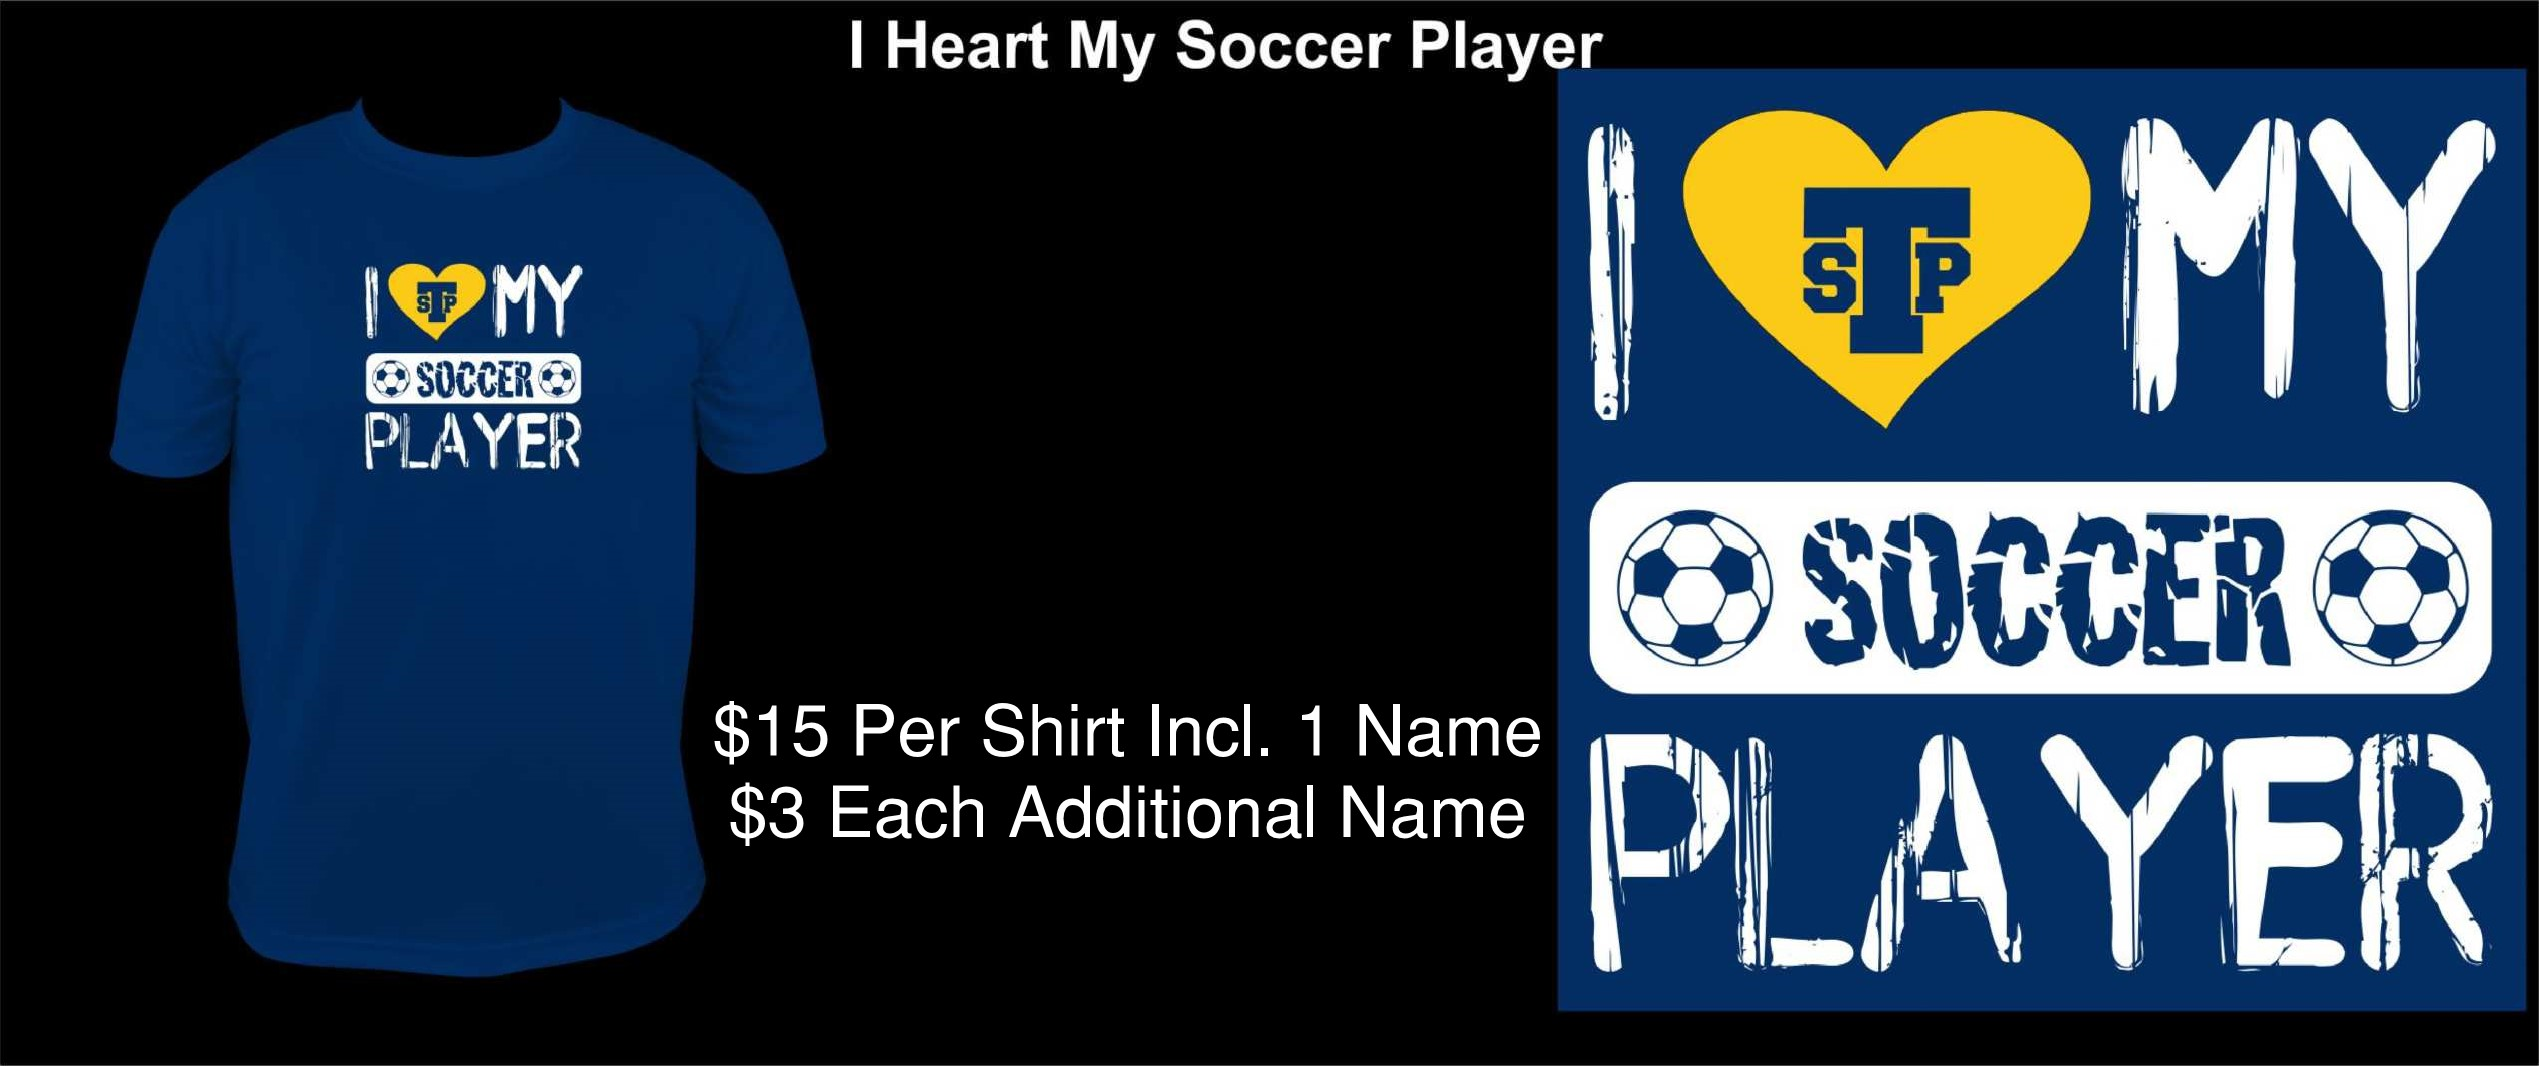 I Heart My Soccer Player
I STP MY
SOCCER
PLAYER
$15 Per Shirt Incl. 1 Name
$3 Each Additional Name
I STP MY
SOCCER
PLAYER